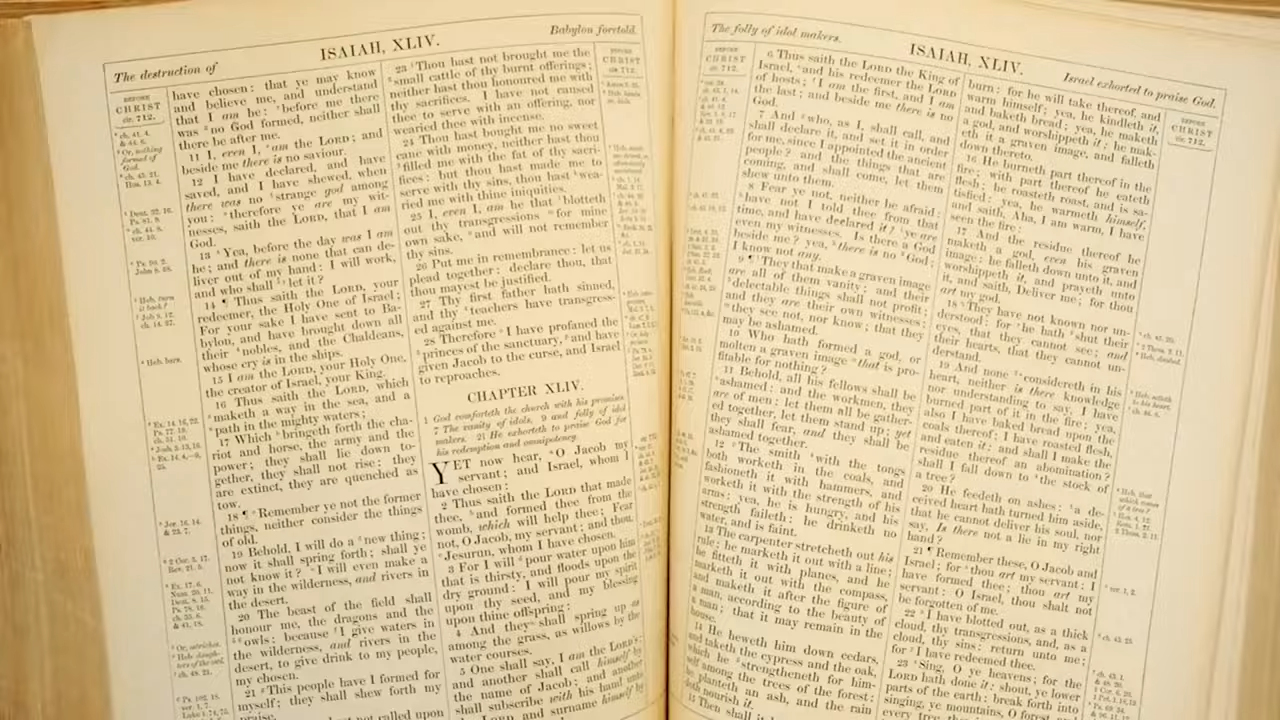 The destruction of
ISAIAH, XLIV.
Babylon foretold.
BEFORE
CHRIST
cir. 712.
have chosen: that ye may know
and believe me, and understand
that I am he: before me there
was no God formed, neither shall
there be after me.
11 I, even I, am the LORD; and
beside me there is no saviour.
12 I have declared, and have
saved, and I have shewed, when
there was no strange god among
you: therefore ye are my wit-
nesses, saith the LORD, that I am
God.
13 Yea, before the day was I am
he; and there is none that can de-
liver out of my hand: I will work,
and who shall let it?
14 ¶ Thus saith the LORD, your
redeemer, the Holy One of Israel;
For your sake I have sent to Ba-
bylon, and have brought down all
their nobles, and the Chaldeans,
whose cry is in the ships.
15 I am the LORD, your Holy One,
the creator of Israel, your King.
16 Thus saith the LORD, which
maketh a way in the sea, and a
path in the mighty waters;
17 Which bringeth forth the cha-
riot and horse, the army and the
power; they shall lie down to-
gether, they shall not rise: they
are extinct, they are quenched as
tow.
18 ¶ Remember ye not the former
things, neither consider the things
of old.
19 Behold, I will do a new thing;
now it shall spring forth; shall ye
not know it? I will even make a
way in the wilderness, and rivers in
the desert.
20 The beast of the field shall
honour me, the dragons and the
owls: because I give waters in
the wilderness, and rivers in the
desert, to give drink to my people,
my chosen.
21 This people have I formed for
myself; they shall shew forth my
praise.
not called upon
23 Thou hast not brought me the
small cattle of thy burnt offerings;
neither hast thou honoured me with
thy sacrifices. I have not caused
thee to serve with an offering, nor
wearied thee with incense.
24 Thou hast bought me no sweet
cane with money, neither hast thou
filled me with the fat of thy sacri-
fices: but thou hast made me to
serve with thy sins, thou hast wea-
ried me with thine iniquities.
25 I, even I, am he that blotteth
out thy transgressions for mine
own sake, and will not remember
thy sins.
26 Put me in remembrance: let us
plead together: declare thou, that
thou mayest be justified.
27 Thy first father hath sinned,
and thy teachers have transgress-
ed against me.
28 Therefore I have profaned the
princes of the sanctuary, and have
given Jacob to the curse, and Israel
to reproaches.
CHAPTER XLIV.
1 God comforteth the church with his promises.
7 The vanity of idols, 9 and folly of idol
makers. 21 He exhorteth to praise God for
his redemption and omnipotency.
YET now hear, O Jacob my
servant; and Israel, whom I
have chosen:
2 Thus saith the LORD that made
thee, and formed thee from the
womb, which will help thee; Fear
not, O Jacob, my servant; and thou,
Jesurun, whom I have chosen.
3 For I will pour water upon him
that is thirsty, and floods upon the
dry ground: I will pour my spirit
upon thy seed, and my blessing
upon thine offspring:
4 And they shall spring up as
among the grass, as willows by the
water courses.
5 One shall say, I am the LORD'S;
and another shall call himself by
the name of Jacob; and another
shall subscribe with his hand unto
the LORD, and surname himself by
The folly of idol makers.
ISAIAH, XLIV.
Israel exhorted to praise God.
BEFORE
CHRIST
cir. 712.
6 Thus saith the LORD the King of
Israel, and his redeemer the LORD
of hosts; I am the first, and I am
the last; and beside me there is no
God.
7 And who, as I, shall call, and
shall declare it, and set it in order
for me, since I appointed the ancient
people? and the things that are
coming, and shall come, let them
shew unto them.
8 Fear ye not, neither be afraid:
have not I told thee from that
time, and have declared it? ye are
even my witnesses. Is there a God
beside me? yea, there is no God;
I know not any.
9 ¶ They that make a graven image
are all of them vanity; and their
delectable things shall not profit;
and they are their own witnesses;
they see not, nor know; that they
may be ashamed.
10 Who hath formed a god, or
molten a graven image that is pro-
fitable for nothing?
11 Behold, all his fellows shall be
ashamed: and the workmen, they
are of men: let them all be gather-
ed together, let them stand up; yet
they shall fear, and they shall be
ashamed together.
12 The smith with the tongs
both worketh in the coals, and
fashioneth it with hammers, and
worketh it with the strength of his
arms: yea, he is hungry, and his
strength faileth: he drinketh no
water, and is faint.
13 The carpenter stretcheth out his
rule; he marketh it out with a line;
he fitteth it with planes, and he
marketh it out with the compass,
and maketh it after the figure of
a man, according to the beauty of
a man; that it may remain in the
house.
14 He heweth him down cedars,
and taketh the cypress and the oak,
which he strengtheneth for him-
self among the trees of the forest:
he planteth an ash, and the rain
doth nourish it.
15 Then shall it
burn: for he will take thereof, and
warm himself; yea, he kindleth it,
and baketh bread; yea, he maketh
a god, and worshippeth it; he mak-
eth it a graven image, and falleth
down thereto.
16 He burneth part thereof in the
fire; with part thereof he eateth
flesh; he roasteth roast, and is sa-
tisfied: yea, he warmeth himself,
and saith, Aha, I am warm, I have
seen the fire:
17 And the residue thereof he
maketh a god, even his graven
image: he falleth down unto it, and
worshippeth it, and prayeth unto
it, and saith, Deliver me; for thou
art my god.
18 They have not known nor un-
derstood: for he hath shut their
eyes, that they cannot see; and
their hearts, that they cannot un-
derstand.
19 And none considereth in his
heart, neither is there knowledge
nor understanding to say, I have
burned part of it in the fire; yea,
also I have baked bread upon the
coals thereof; I have roasted flesh,
and eaten it: and shall I make the
residue thereof an abomination?
shall I fall down to the stock of
a tree?
20 He feedeth on ashes: a de-
ceived heart hath turned him aside,
that he cannot deliver his soul, nor
say, Is there not a lie in my right
hand?
21 ¶ Remember these, O Jacob and
Israel; for thou art my servant: I
have formed thee; thou art my
servant: O Israel, thou shalt not
be forgotten of me.
22 I have blotted out, as a thick
cloud, thy transgressions, and, as a
cloud, thy sins: return unto me;
for I have redeemed thee.
23 Sing, O ye heavens; for the
LORD hath done it: shout, ye lower
parts of the earth: break forth into
singing, ye mountains, O forest, and
every tree